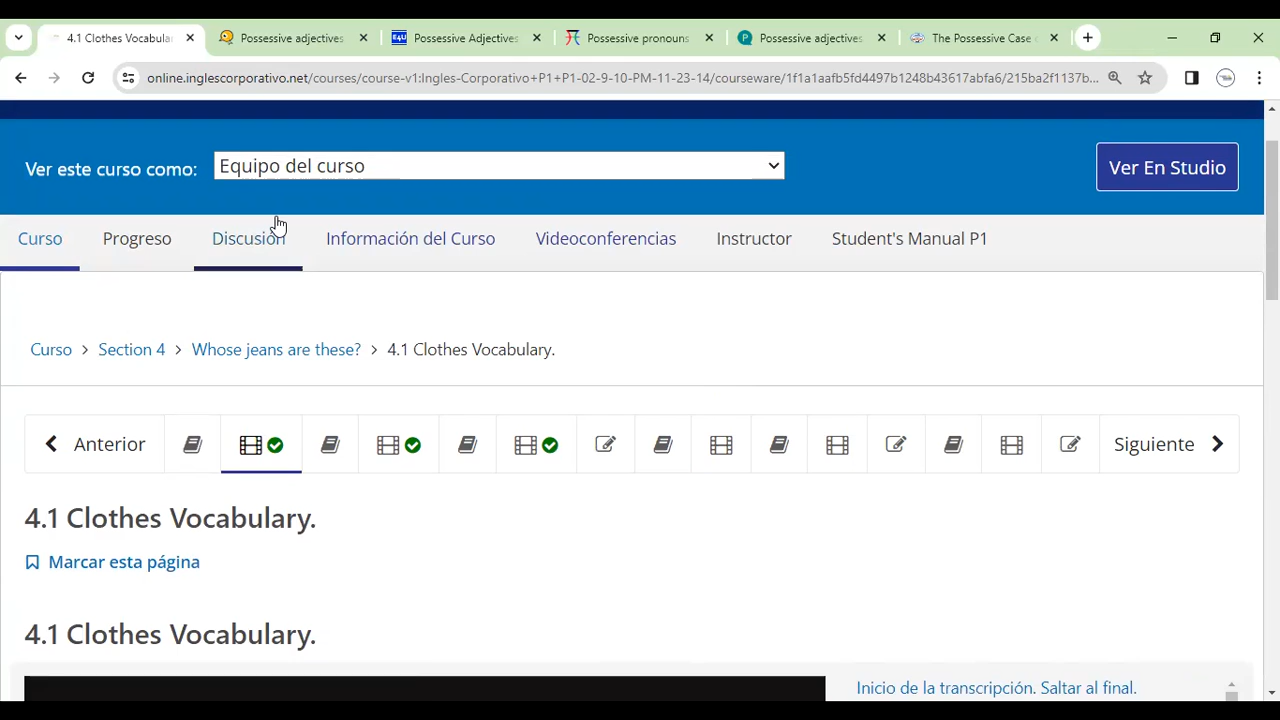 4.1 Clothes Vocabular
Possessive adjectives
Possessive Adjectives
Possessive pronouns
Possessive adjectives
The Possessive Case o
online.inglescorporativo.net/courses/course-v1:Ingles-Corporativo+P1+P1-02-9-10-PM-11-23-14/courseware/1f1a1aafb5fd4497b1248b43617abfa6/215ba2f1137b...
Ver este curso como:
Equipo del curso
Ver En Studio
Curso
Progreso
Discusión
Información del Curso
Videoconferencias
Instructor
Student's Manual P1
Curso > Section 4 > Whose jeans are these? > 4.1 Clothes Vocabulary.
Anterior
Siguiente
4.1 Clothes Vocabulary.
Marcar esta página
4.1 Clothes Vocabulary.
Inicio de la transcripción. Saltar al final.